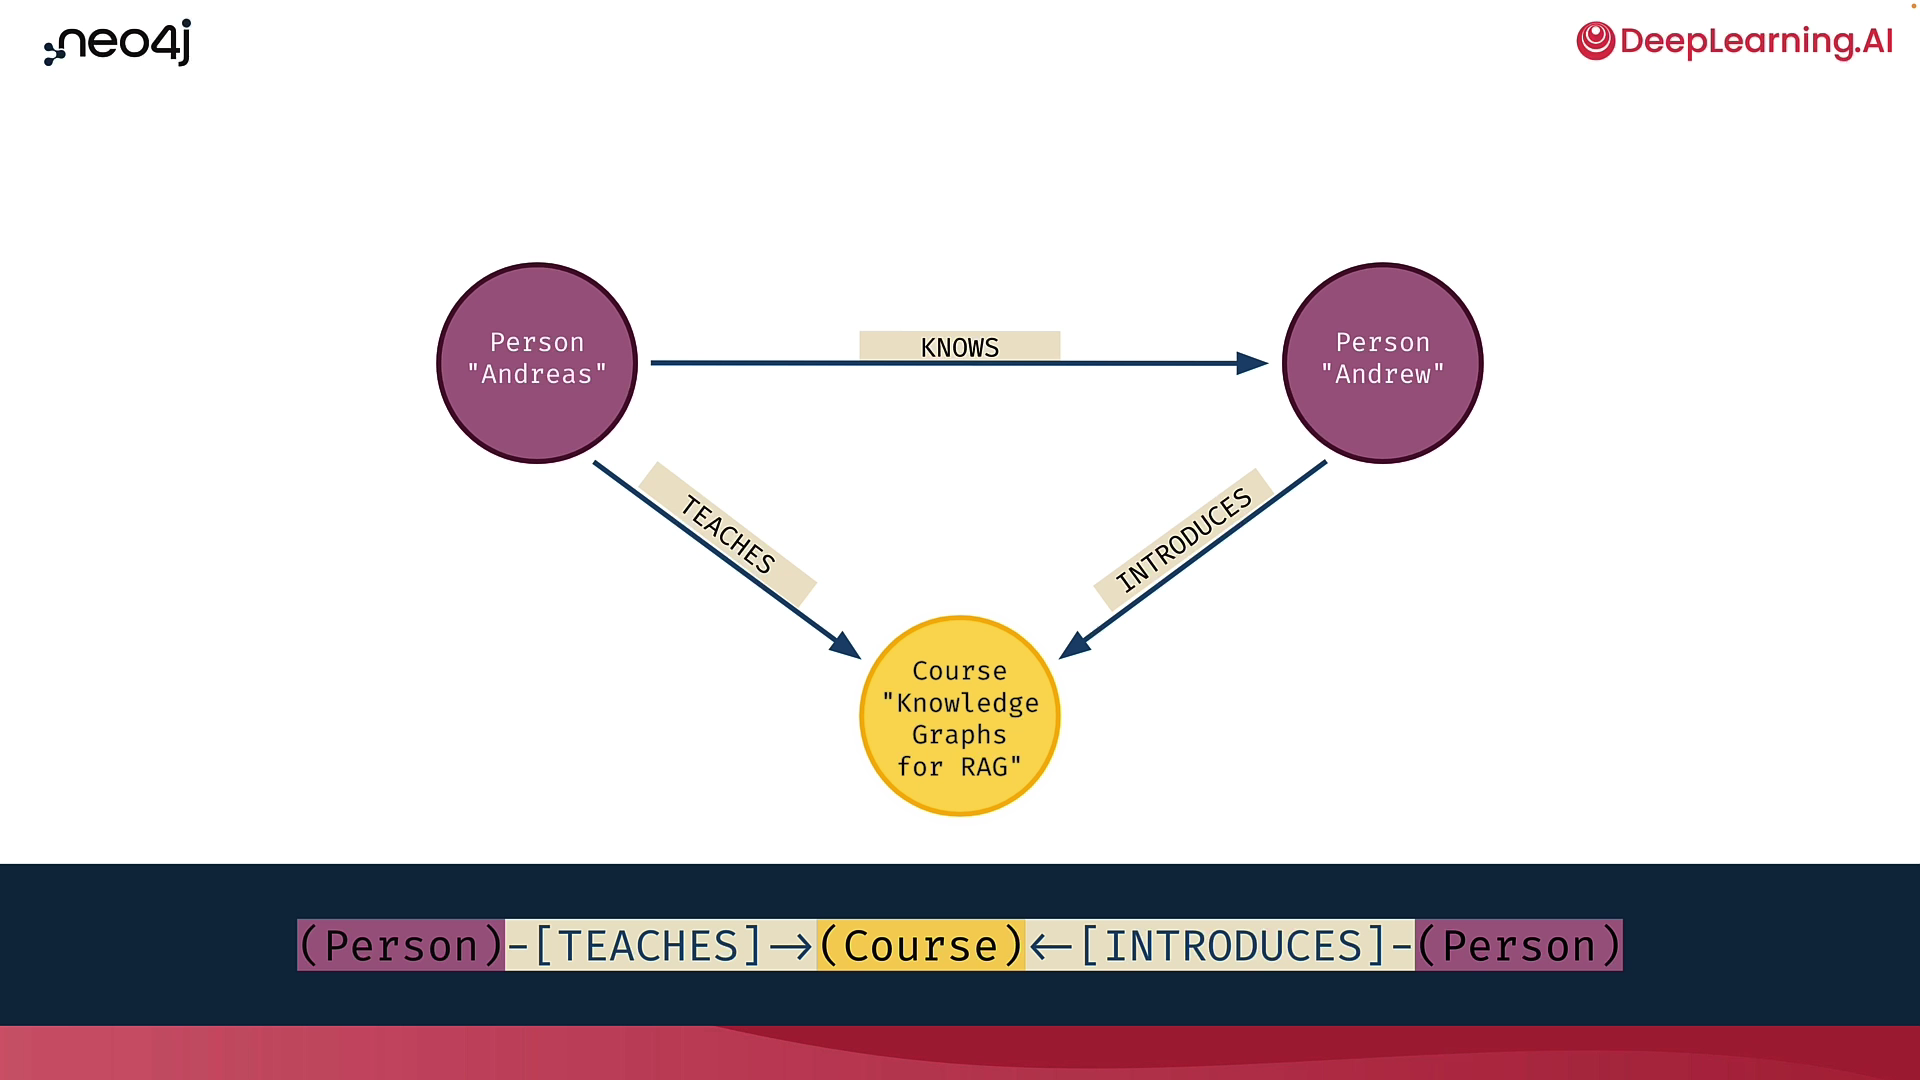 neo4j
DeepLearning.AI
Person
"Andreas"
KNOWS
Person
"Andrew"
TEACHES
INTRODUCES
Course
"Knowledge
Graphs
for RAG"
(Person)-[TEACHES]→(Course)←[INTRODUCES]-(Person)